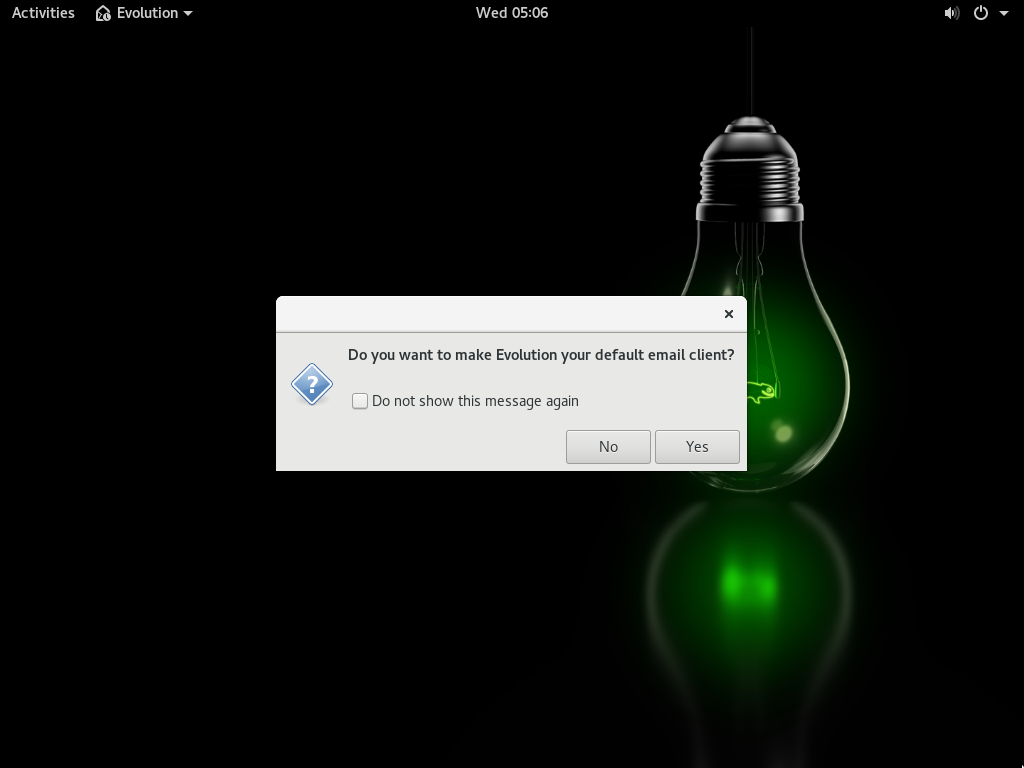 Activities Evolution Wed 05:06
Do you want to make Evolution your default email client?
Do not show this message again
No Yes